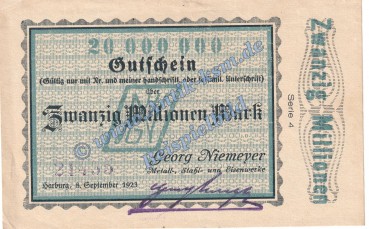 20 000 000
Gutschein
(Gültig nur mit Nr. und meiner handschriftl. oder Unterschrift)
über
Zwanzig Millionen Mark
Georg Niemeyer
Metall-, Stahl- und Eisenwerke
Harburg, 6. September 1923
Serie 4
Zwanzig Millionen